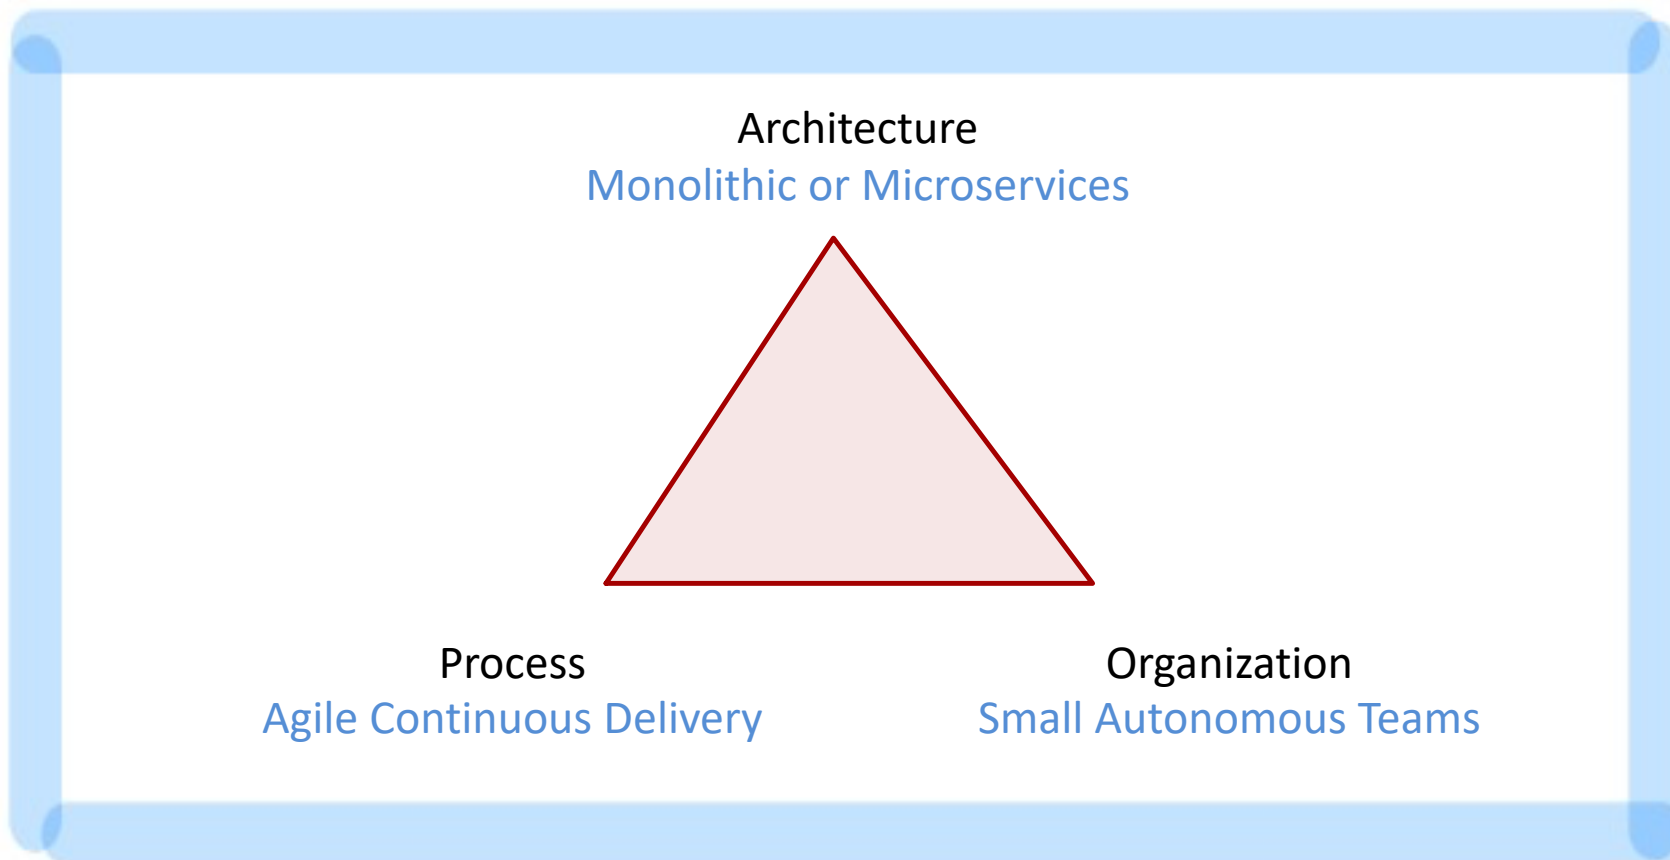 Architecture
Monolithic or Microservices
Process
Agile Continuous Delivery
Organization
Small Autonomous Teams